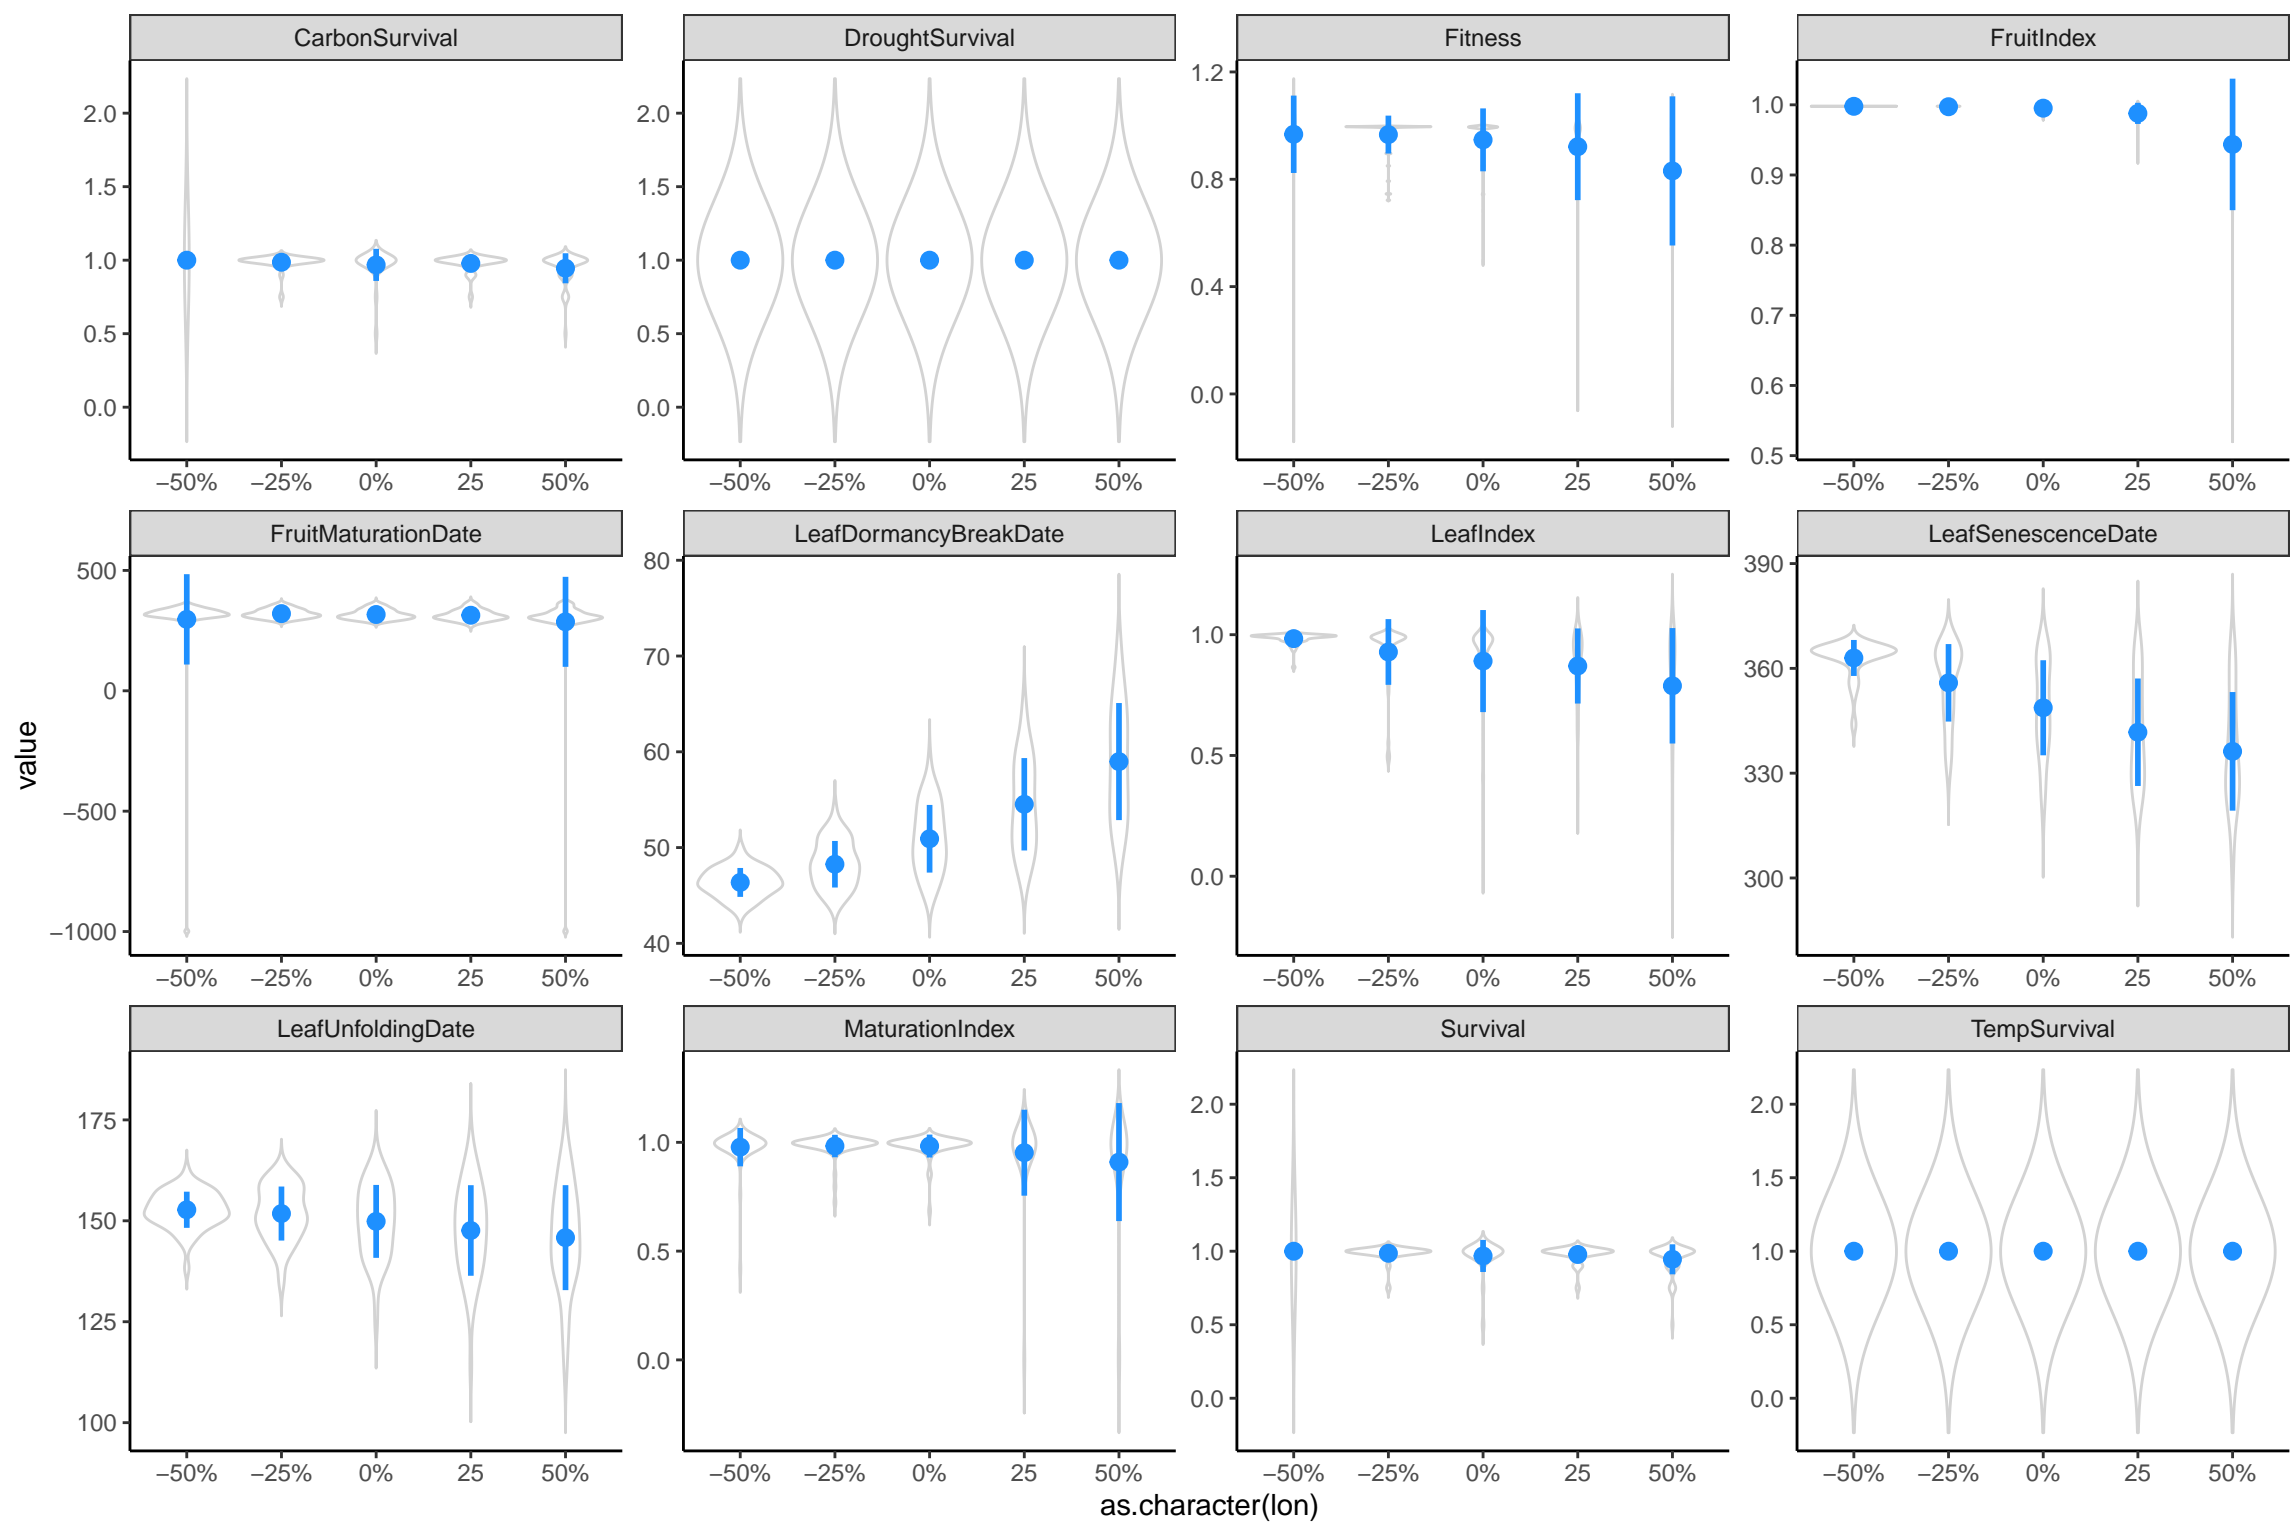 CarbonSurvival DroughtSurvival Fitness FruitIndex
2.0 1.5 1.0 0.5 0.0
2.0 1.5 1.0 0.5 0.0
1.2 0.8 0.4 0.0
1.0 0.9 0.8 0.7 0.6 0.5
−50% −25% 0% 25 50% −50% −25% 0% 25 50% −50% −25% 0% 25 50% −50% −25% 0% 25 50%
FruitMaturationDate LeafDormancyBreakDate LeafIndex LeafSenescenceDate
500 0 −500 −1000
80 70 60 50 40
1.0 0.5 0.0
390 360 330 300
−50% −25% 0% 25 50% −50% −25% 0% 25 50% −50% −25% 0% 25 50% −50% −25% 0% 25 50%
LeafUnfoldingDate MaturationIndex Survival TempSurvival
175 150 125 100
1.0 0.5 0.0
2.0 1.5 1.0 0.5 0.0
2.0 1.5 1.0 0.5 0.0
−50% −25% 0% 25 50% −50% −25% 0% 25 50% −50% −25% 0% 25 50% −50% −25% 0% 25 50%
value
as.character(lon)